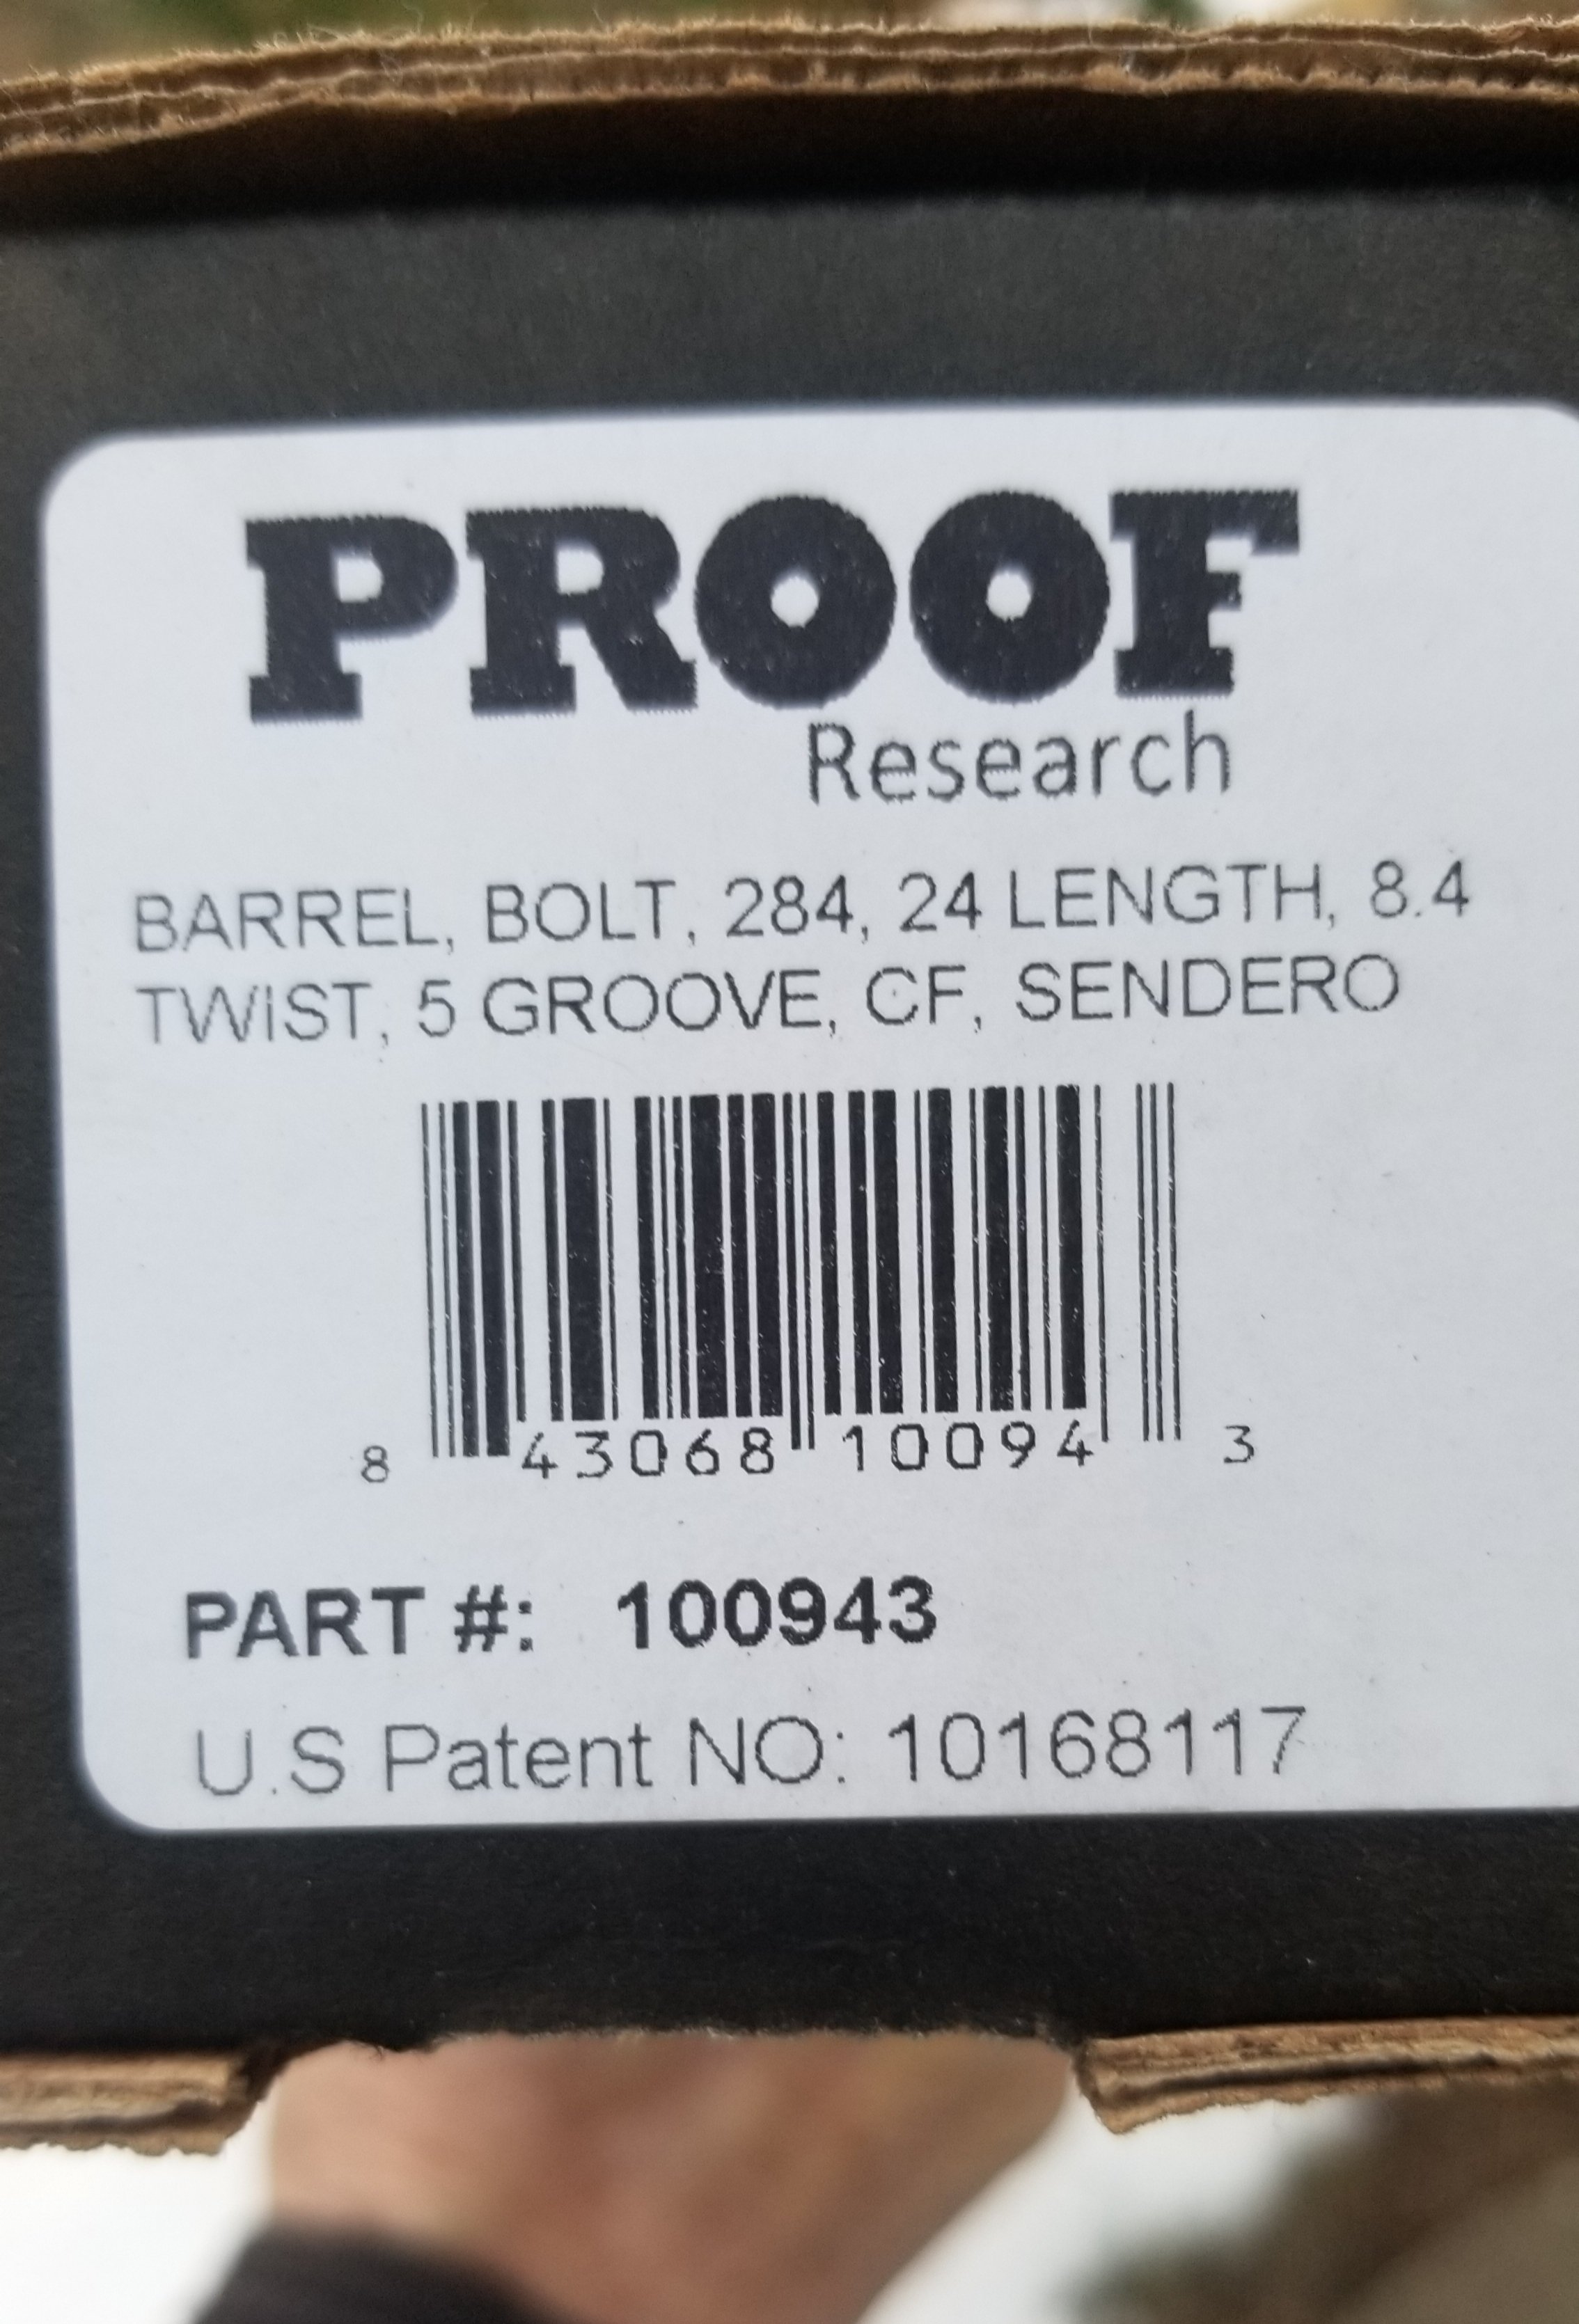 PROOF
Research
BARREL, BOLT, 284, 24 LENGTH, 8.4
TWIST, 5 GROOVE, CF, SENDERO
8 43068 10094 3
PART #: 100943
U.S Patent NO: 10168117